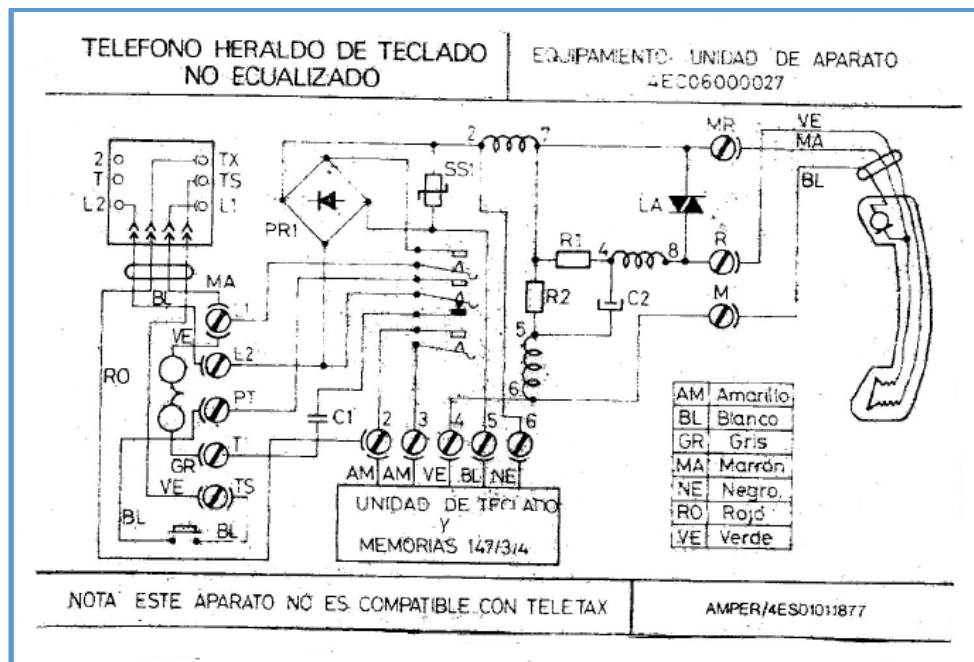 TELEFONO HERALDO DE TECLADO
NO ECUALIZADO
EQUIPAMIENTO- UNIDAD DE APARATO
4EC06000027
2
T
L2
TX
TS
L1
PR1
SS1
2
7
MR
VE
MA
BL
LA
R1
4
8
R
R2
C2
M
5
6
MA
BL
L1
VE
L2
RO
PT
C1
T1
GR
VE
TS
BL
BL
2
3
4
5
6
AM
AM
VE
BL
NE
UNIDAD DE TECLADO
Y
MEMORIAS 147/3/4
AM Amarillo
BL Blanco
GR Gris
MA Marrón
NE Negro.
RO Rojo
VE Verde
NOTA ESTE APARATO NO ES COMPATIBLE CON TELETAX
AMPER/4ES01011877